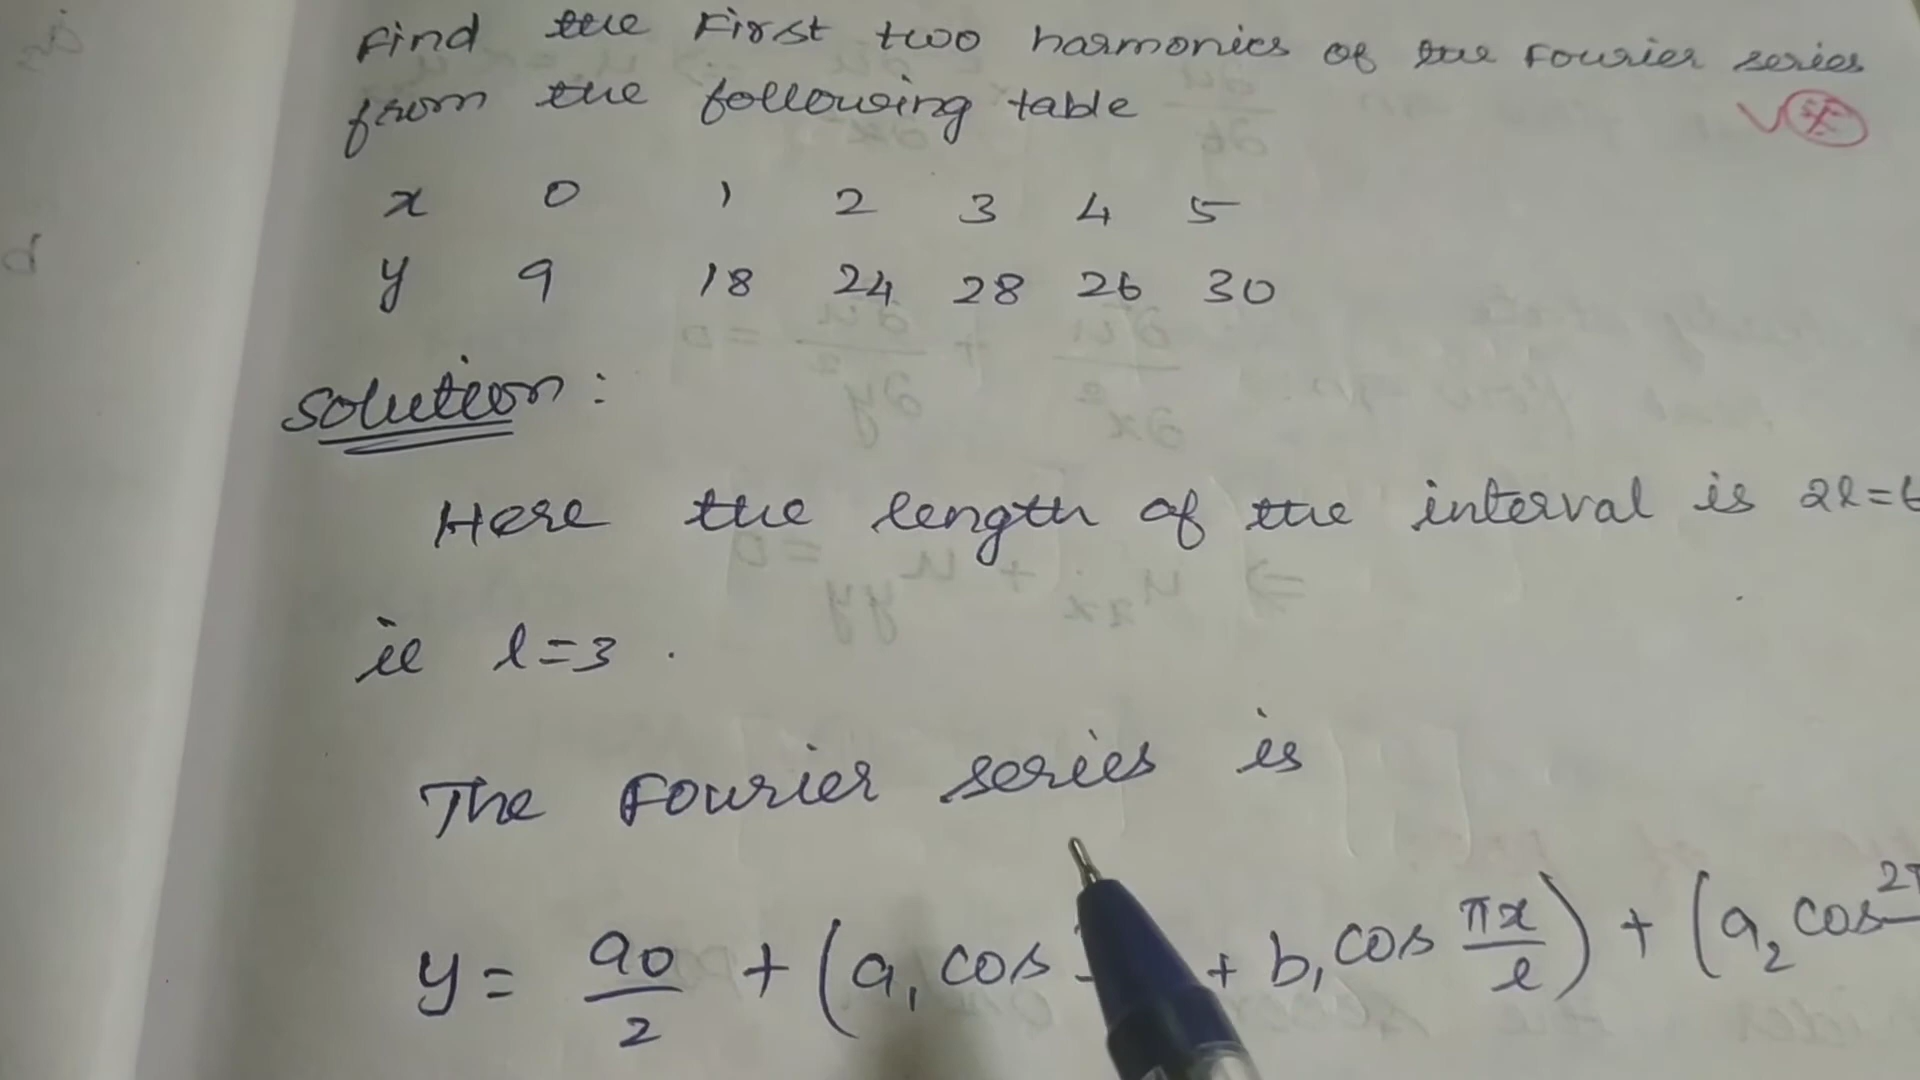 Find the First two harmonics of the Fourier series
from the following table
x 0 1 2 3 4 5
y 9 18 24 28 26 30
Solution:
Here the length of the interval is 2l=6
ie l=3.
The Fourier series is
y = a0/2 + (a1 cos + b1 cos πx/l) + (a2 cos 2π